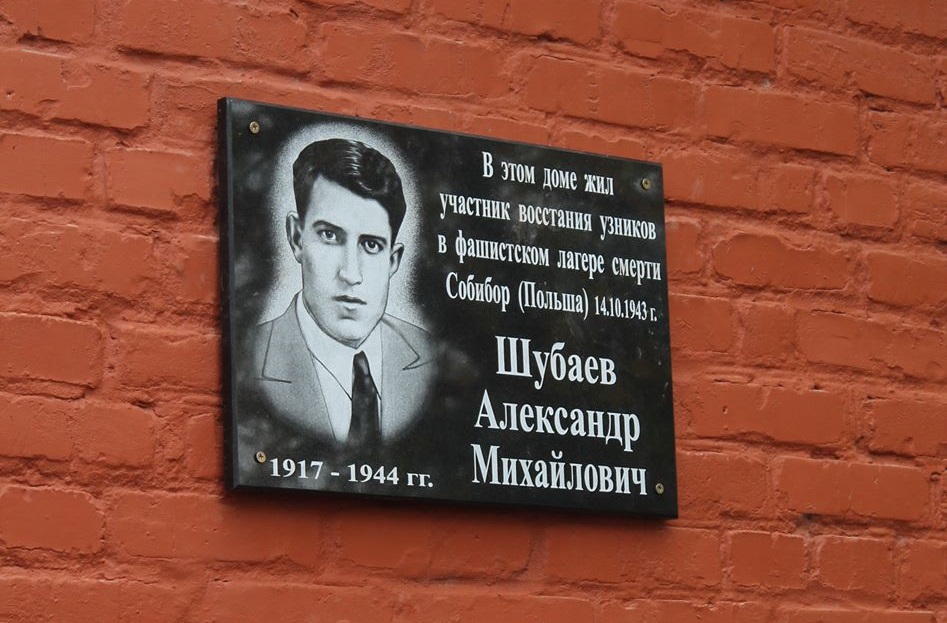 В этом доме жил
участник восстания узников
в фашистском лагере смерти
Собибор (Польша) 14.10.1943 г.
Шубаев
Александр
Михайлович
1917 - 1944 гг.